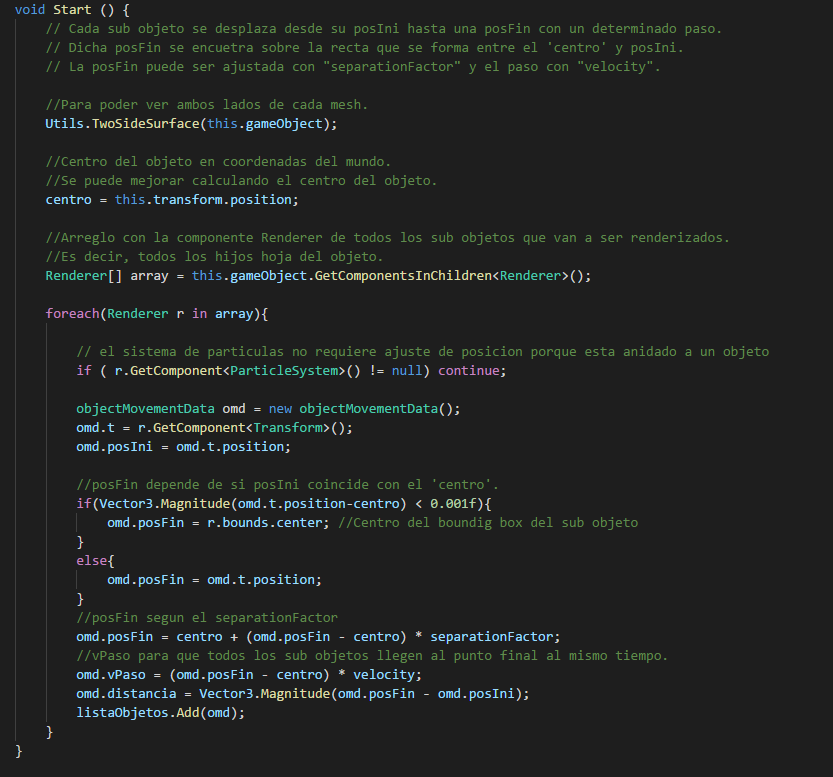 void Start () {
// Cada sub objeto se desplaza desde su posIni hasta una posFin con un determinado paso.
// Dicha posFin se encuetra sobre la recta que se forma entre el 'centro' y posIni.
// La posFin puede ser ajustada con "separationFactor" y el paso con "velocity".
//Para poder ver ambos lados de cada mesh.
Utils.TwoSideSurface(this.gameObject);
//Centro del objeto en coordenadas del mundo.
//Se puede mejorar calculando el centro del objeto.
centro = this.transform.position;
//Arreglo con la componente Renderer de todos los sub objetos que van a ser renderizados.
//Es decir, todos los hijos hoja del objeto.
Renderer[] array = this.gameObject.GetComponentsInChildren<Renderer>();
foreach(Renderer r in array){
// el sistema de particulas no requiere ajuste de posicion porque esta anidado a un objeto
if ( r.GetComponent<ParticleSystem>() != null) continue;
objectMovementData omd = new objectMovementData();
omd.t = r.GetComponent<Transform>();
omd.posIni = omd.t.position;
//posFin depende de si posIni coincide con el 'centro'.
if(Vector3.Magnitude(omd.t.position-centro) < 0.001f){
omd.posFin = r.bounds.center; //Centro del boundig box del sub objeto
}
else{
omd.posFin = omd.t.position;
}
//posFin segun el separationFactor
omd.posFin = centro + (omd.posFin - centro) * separationFactor;
//vPaso para que todos los sub objetos llegen al punto final al mismo tiempo.
omd.vPaso = (omd.posFin - centro) * velocity;
omd.distancia = Vector3.Magnitude(omd.posFin - omd.posIni);
listaObjetos.Add(omd);
}
}